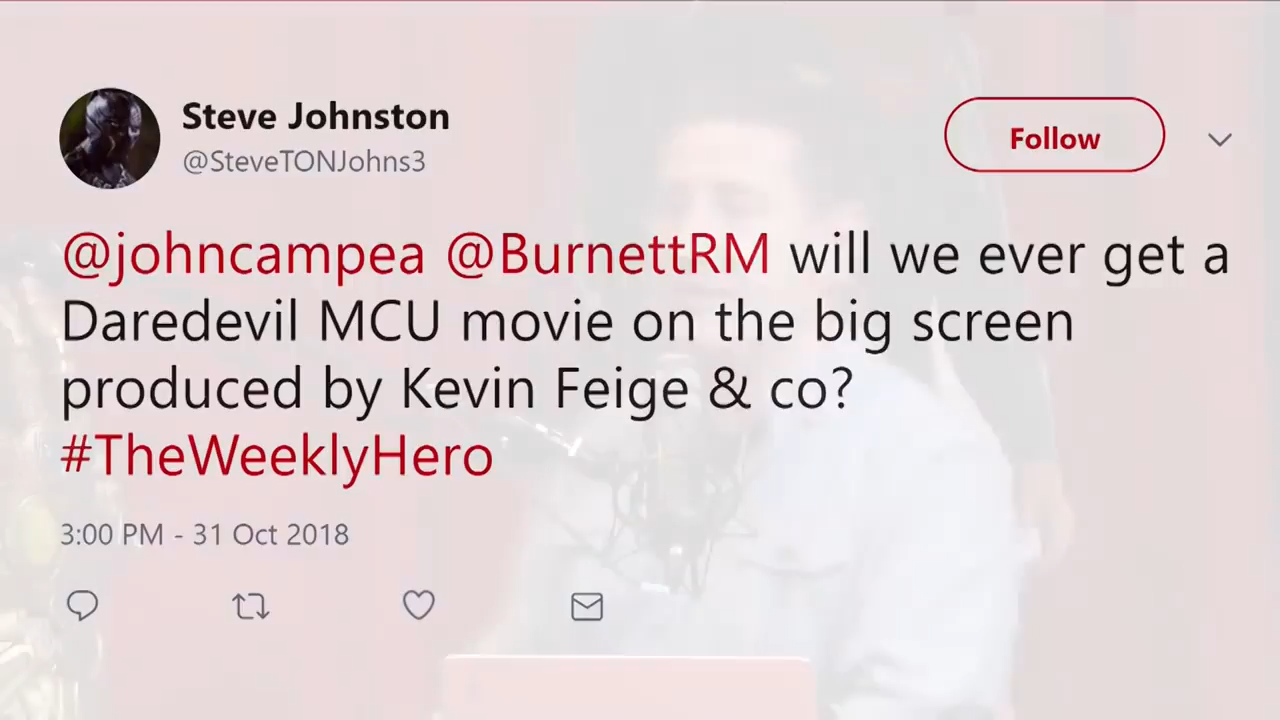 Steve Johnston
@SteveTONJohns3
Follow
@johncampea @BurnettRM will we ever get a
Daredevil MCU movie on the big screen
produced by Kevin Feige & co?
#TheWeeklyHero
3:00 PM - 31 Oct 2018